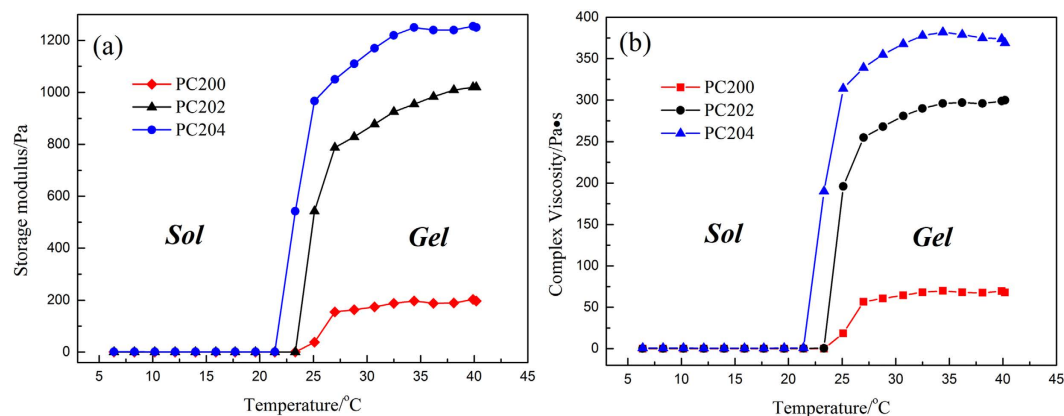 (a)
PC200
PC202
PC204
Sol
Gel
Storage modulus/Pa
1200
1000
800
600
400
200
0
5 10 15 20 25 30 35 40 45
Temperature/°C
(b)
PC200
PC202
PC204
Sol
Gel
Complex Viscosity/Pa•s
400
350
300
250
200
150
100
50
0
5 10 15 20 25 30 35 40 45
Temperature/°C